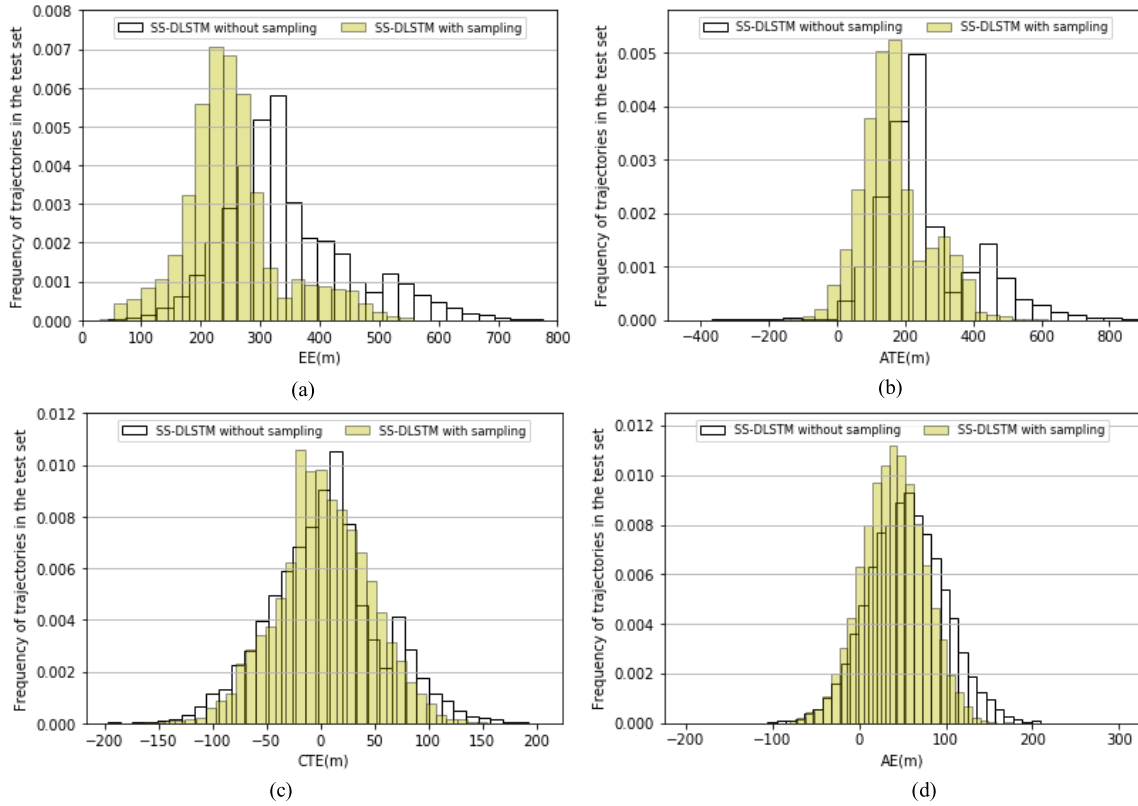 SS-DLSTM without sampling SS-DLSTM with sampling
Frequency of trajectories in the test set
0.008
0.007
0.006
0.005
0.004
0.003
0.002
0.001
0.000
0 100 200 300 400 500 600 700 800
EE(m)
(a)
SS-DLSTM without sampling SS-DLSTM with sampling
Frequency of trajectories in the test set
0.005
0.004
0.003
0.002
0.001
0.000
−400 −200 0 200 400 600 800
ATE(m)
(b)
SS-DLSTM without sampling SS-DLSTM with sampling
Frequency of trajectories in the test set
0.012
0.010
0.008
0.006
0.004
0.002
0.000
−200 −150 −100 −50 0 50 100 150 200
CTE(m)
(c)
SS-DLSTM without sampling SS-DLSTM with sampling
Frequency of trajectories in the test set
0.012
0.010
0.008
0.006
0.004
0.002
0.000
−200 −100 0 100 200 300
AE(m)
(d)